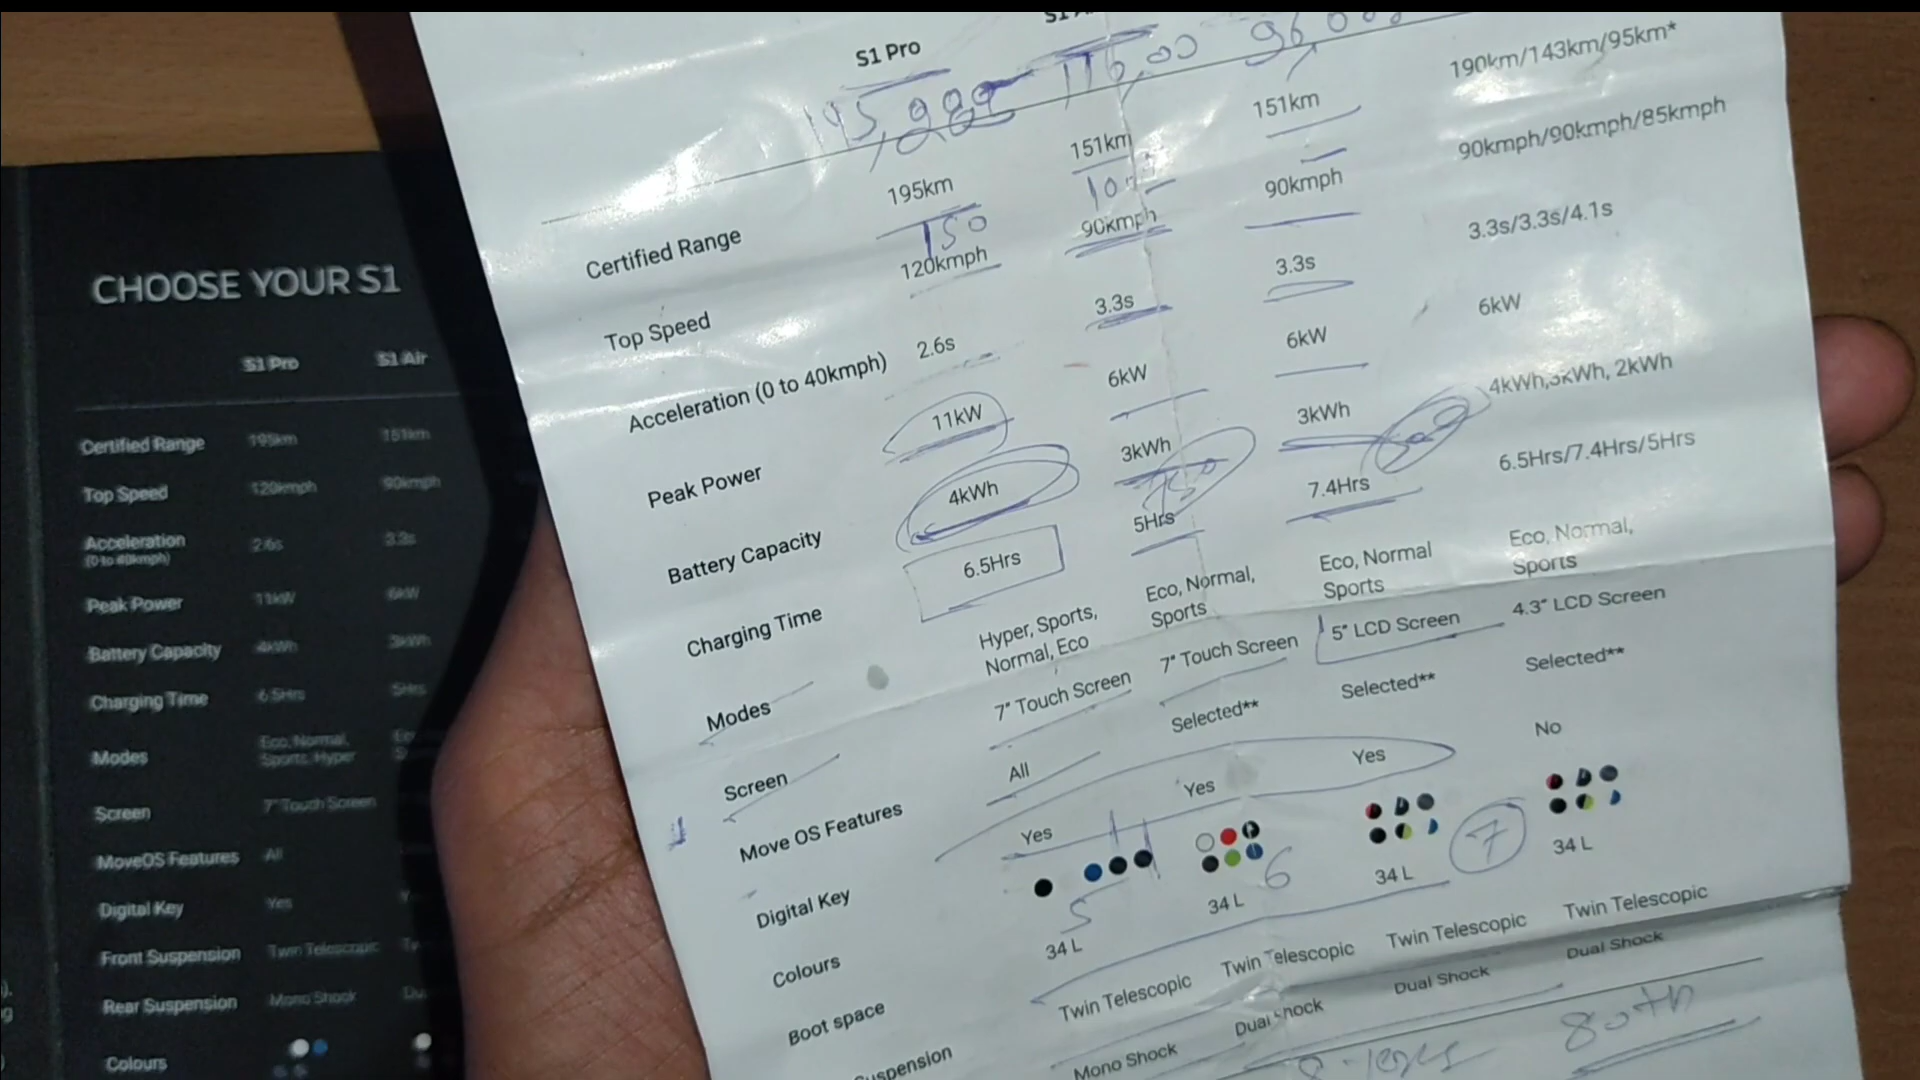 CHOOSE YOUR S1
S1 Pro S1 Air
Certified Range 195km 151km
Top Speed 120kmph 90kmph
Acceleration 2.6s 3.3s
(0 to 40kmph)
Peak Power 11kW 6kW
Battery Capacity 4kWh 3kWh
Charging Time 6.5Hrs 5Hrs
Modes Eco, Normal,
Sports, Hyper
Screen 7" Touch Screen
MoveOS Features All
Digital Key Yes
Front Suspension Twin Telescopic
Rear Suspension Mono Shock
Colours
S1 Pro
116,00
Certified Range 195km 151km 151km 190km/143km/95km*
150
Top Speed 120kmph 90kmph 90kmph 90kmph/90kmph/85kmph
Acceleration (0 to 40kmph) 2.6s 3.3s 3.3s 3.3s/3.3s/4.1s
Peak Power 11kW 6kW 6kW 6kW
Battery Capacity 4kWh 3kWh 3kWh 4kWh,3kWh, 2kWh
Charging Time 6.5Hrs 5Hrs 7.4Hrs 6.5Hrs/7.4Hrs/5Hrs
Modes Hyper, Sports, Eco, Normal, Eco, Normal Eco, Normal,
Normal, Eco Sports Sports Sports
Screen 7" Touch Screen 7" Touch Screen 5" LCD Screen 4.3" LCD Screen
Move OS Features All Selected** Selected** Selected**
Digital Key Yes Yes Yes No
Colours 5 6 7
Boot space 34 L 34 L 34 L 34 L
uspension Twin Telescopic Twin Telescopic Twin Telescopic Twin Telescopic
Mono Shock Dual Shock Dual Shock Dual Shock